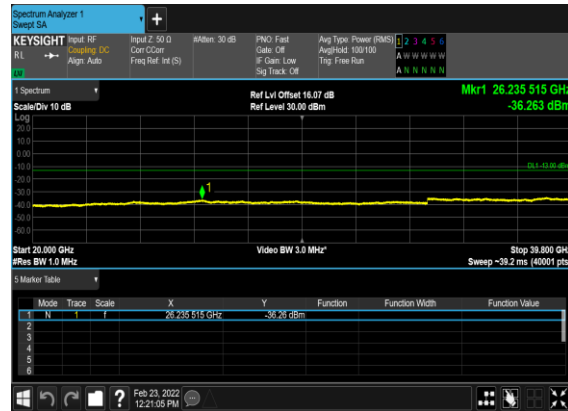 Spectrum Analyzer 1
Swept SA
+
KEYSIGHT Input: RF Input Z: 50 Ω #Atten: 30 dB PNO: Fast Avg Type: Power (RMS) 1 2 3 4 5 6
RL Coupling: DC Corr CCorr Gate: Off Avg|Hold: 100/100 A W W W W W
Align: Auto Freq Ref: Int (S) IF Gain: Low Trig: Free Run
LW Sig Track: Off A N N N N N
1 Spectrum Ref Lvl Offset 16.07 dB Mkr1 26.235 515 GHz
Scale/Div 10 dB Ref Level 30.00 dBm -36.263 dBm
Log
20.0
10.0
0.00
-10.0
DL1 -13.00 dBm
-20.0
1
-30.0
-40.0
-50.0
-60.0
Start 20.000 GHz Video BW 3.0 MHz* Stop 39.800 GHz
#Res BW 1.0 MHz Sweep ~39.2 ms (40001 pts
5 Marker Table
Mode Trace Scale X Y Function Function Width Function Value
1 N 1 f 26.235 515 GHz -36.26 dBm
2
3
4
5
6
? Feb 23, 2022
12:21:05 PM